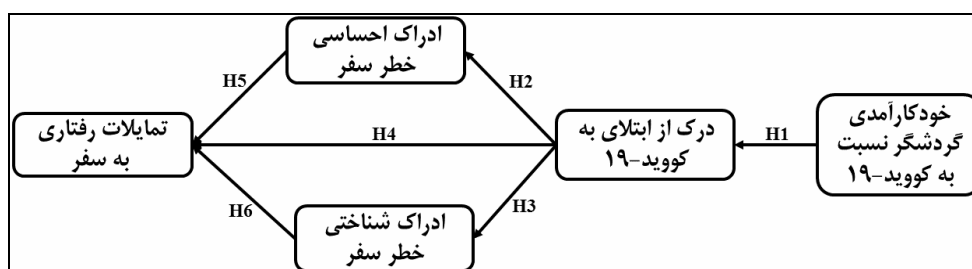 خودکارآمدی
گردشگر نسبت
به کووید-۱۹
H1
درک از ابتلای به
کووید-۱۹
H2
H4
H3
ادراک احساسی
خطر سفر
ادراک شناختی
خطر سفر
H5
H6
تمایلات رفتاری
به سفر